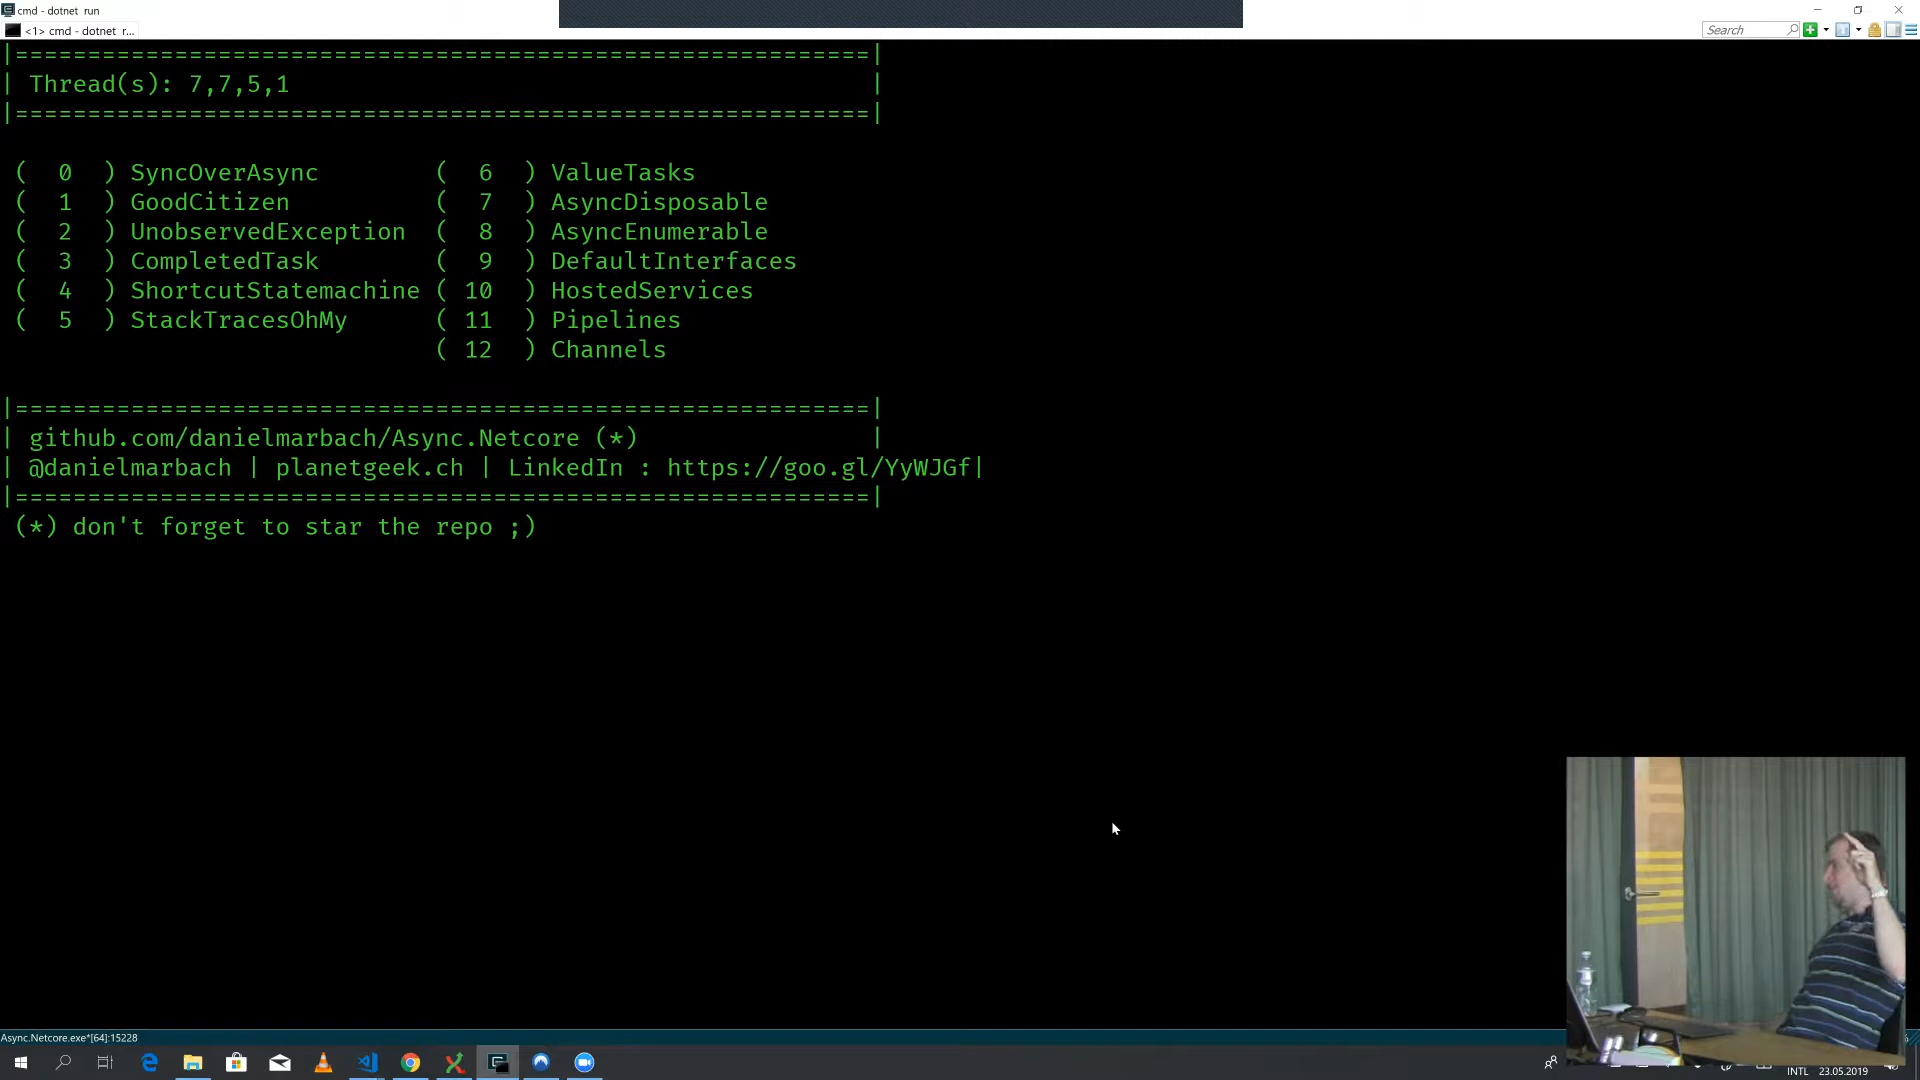 cmd - dotnet  run
<1> cmd - dotnet  r...
Search
|===========================================================|
| Thread(s): 7,7,5,1 |
|===========================================================|
(  0  ) SyncOverAsync (  6  ) ValueTasks
(  1  ) GoodCitizen (  7  ) AsyncDisposable
(  2  ) UnobservedException (  8  ) AsyncEnumerable
(  3  ) CompletedTask (  9  ) DefaultInterfaces
(  4  ) ShortcutStatemachine ( 10  ) HostedServices
(  5  ) StackTracesOhMy ( 11  ) Pipelines
( 12  ) Channels
|===========================================================|
| github.com/danielmarbach/Async.Netcore (*) |
| @danielmarbach | planetgeek.ch | LinkedIn : https://goo.gl/YyWJGf|
|===========================================================|
(*) don't forget to star the repo ;)
Async.Netcore.exe*[64]:15228
INTL 23.05.2019